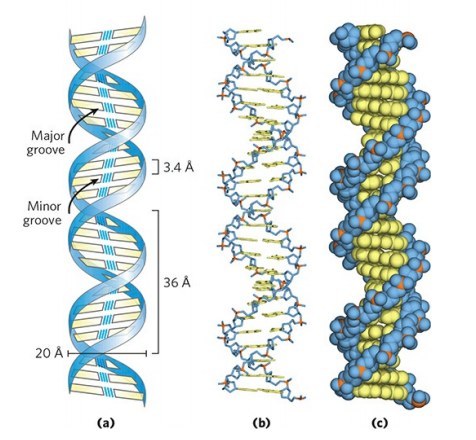 Major
groove
Minor
groove
3.4 Å
36 Å
20 Å
(a)
(b)
(c)